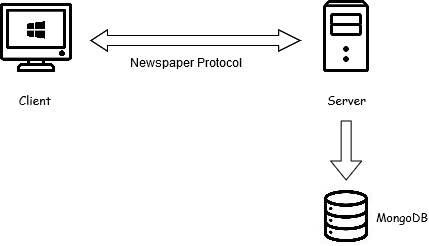 Newspaper Protocol
Client
Server
MongoDB